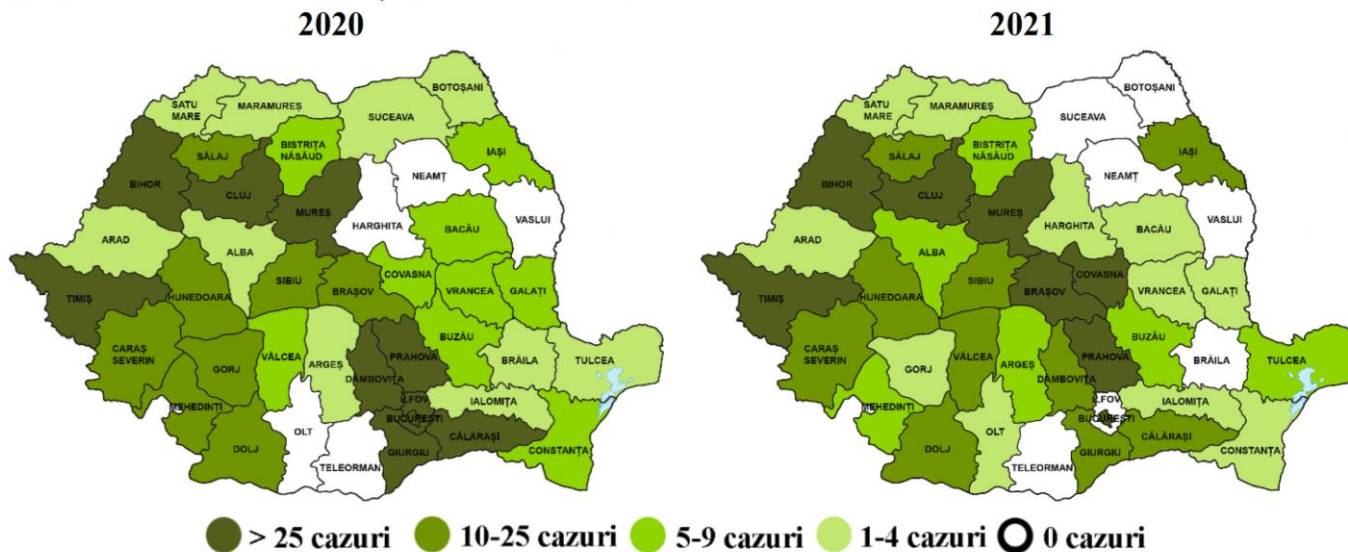 2020
2021
BOTOȘANI
SATU
MARE
MARAMUREȘ
SUCEAVA
SĂLAJ
BISTRIȚA
NĂSĂUD
IAȘI
BIHOR
CLUJ
NEAMȚ
MUREȘ
HARGHITA
VASLUI
BACĂU
ARAD
ALBA
TIMIȘ
HUNEDOARA
SIBIU
BRAȘOV
COVASNA
VRANCEA
GALAȚI
CARAȘ
SEVERIN
GORJ
VÂLCEA
ARGEȘ
DÂMBOVIȚA
PRAHOVA
BUZĂU
BRĂILA
TULCEA
MEHEDINȚI
ILFOV
BUCUREȘTI
IALOMIȚA
DOLJ
OLT
TELEORMAN
GIURGIU
CĂLĂRAȘI
CONSTANȚA
BOTOȘANI
SATU
MARE
MARAMUREȘ
SUCEAVA
SĂLAJ
BISTRIȚA
NĂSĂUD
IAȘI
BIHOR
CLUJ
NEAMȚ
MUREȘ
HARGHITA
VASLUI
BACĂU
ARAD
ALBA
TIMIȘ
HUNEDOARA
SIBIU
BRAȘOV
COVASNA
VRANCEA
GALAȚI
CARAȘ
SEVERIN
GORJ
VÂLCEA
ARGEȘ
DÂMBOVIȚA
PRAHOVA
BUZĂU
BRĂILA
TULCEA
MEHEDINȚI
ILFOV
BUCUREȘTI
IALOMIȚA
DOLJ
OLT
TELEORMAN
GIURGIU
CĂLĂRAȘI
CONSTANȚA
> 25 cazuri 10-25 cazuri 5-9 cazuri 1-4 cazuri 0 cazuri